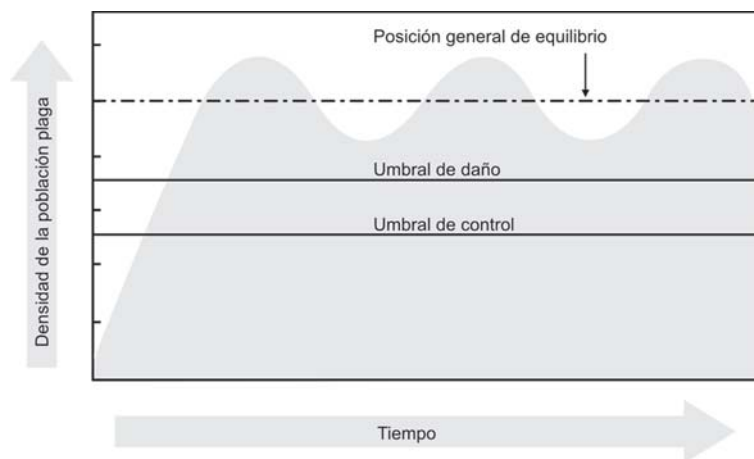 Posición general de equilibrio
Densidad de la población plaga
Umbral de daño
Umbral de control
Tiempo